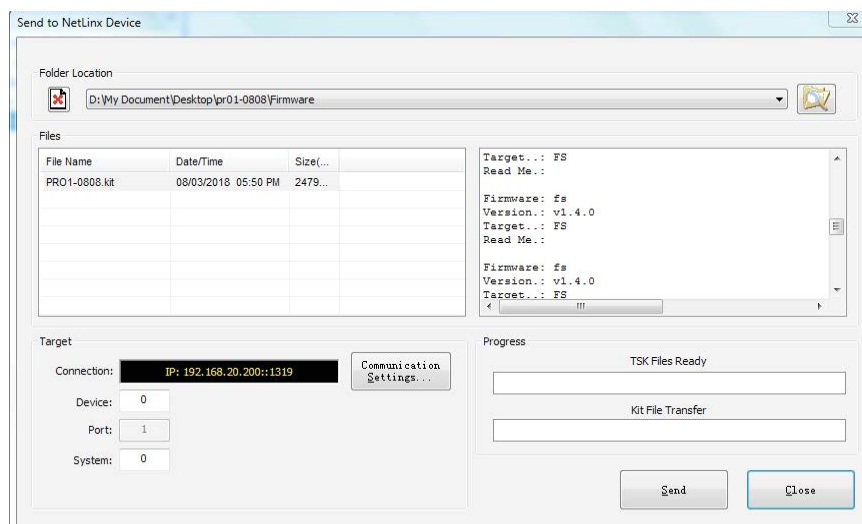 Send to NetLinx Device
Folder Location
D:\My Document\Desktop\pr01-0808\Firmware
Files
File Name Date/Time Size(...
PRO1-0808.kit 08/03/2018 05:50 PM 2479...
Target..: FS
Read Me.:
Firmware: fs
Version.: v1.4.0
Target..: FS
Read Me.:
Firmware: fs
Version.: v1.4.0
Target..: FS
Target
Connection: IP: 192.168.20.200::1319
Communication
Settings...
Device: 0
Port: 1
System: 0
Progress
TSK Files Ready
Kit File Transfer
Send Close